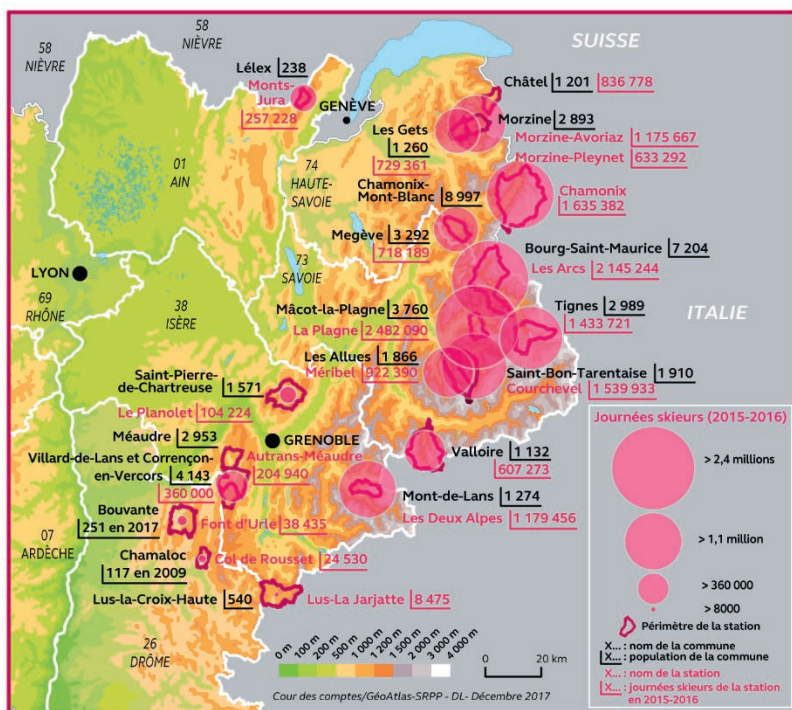 58
NIÈVRE
58
NIÈVRE
SUISSE
Lélex 238
Monts-
Jura
257 228
GENÈVE
Châtel 1 201 836 778
Morzine 2 893
Morzine-Avoriaz 1 175 667
Morzine-Pleynet 633 292
Les Gets
1 260
729 361
01
AIN
74
HAUTE-
SAVOIE
Chamonix-
Mont-Blanc 8 997
Chamonix
1 635 382
Megève 3 292
718 189
Bourg-Saint-Maurice 7 204
Les Arcs 2 145 244
LYON
69
RHÔNE
73
SAVOIE
38
ISÈRE
Mâcot-la-Plagne 3 760
La Plagne 2 482 090
Tignes 2 989
1 433 721
ITALIE
Les Allues 1 866
Méribel 922 390
Saint-Bon-Tarentaise 1 910
Courchevel 1 539 933
Saint-Pierre-
de-Chartreuse 1 571
Le Planolet 104 224
GRENOBLE
Méaudre 2 953
Autrans-Méaudre
204 940
Villard-de-Lans et Corrençon-
en-Vercors 4 143
360 000
Valloire 1 132
607 273
Mont-de-Lans 1 274
Les Deux Alpes 1 179 456
Bouvante
251 en 2017
Font d'Urle 38 435
07
ARDÈCHE
Chamaloc
117 en 2009
Col de Rousset 24 530
Lus-la-Croix-Haute 540
Lus-La Jarjatte 8 475
26
DRÔME
Journées skieurs (2015-2016)
> 2,4 millions
> 1,1 million
> 360 000
> 8000
Périmètre de la station
X... : nom de la commune
X... : population de la commune
X... : nom de la station
X... : journées skieurs de la station
en 2015-2016
0 m 100 m 200 m 500 m 1 000 m 1 200 m 1 500 m 2 000 m 3 000 m 4 000 m
0 20 km
Cour des comptes/GéoAtlas-SRPP - DL- Décembre 2017